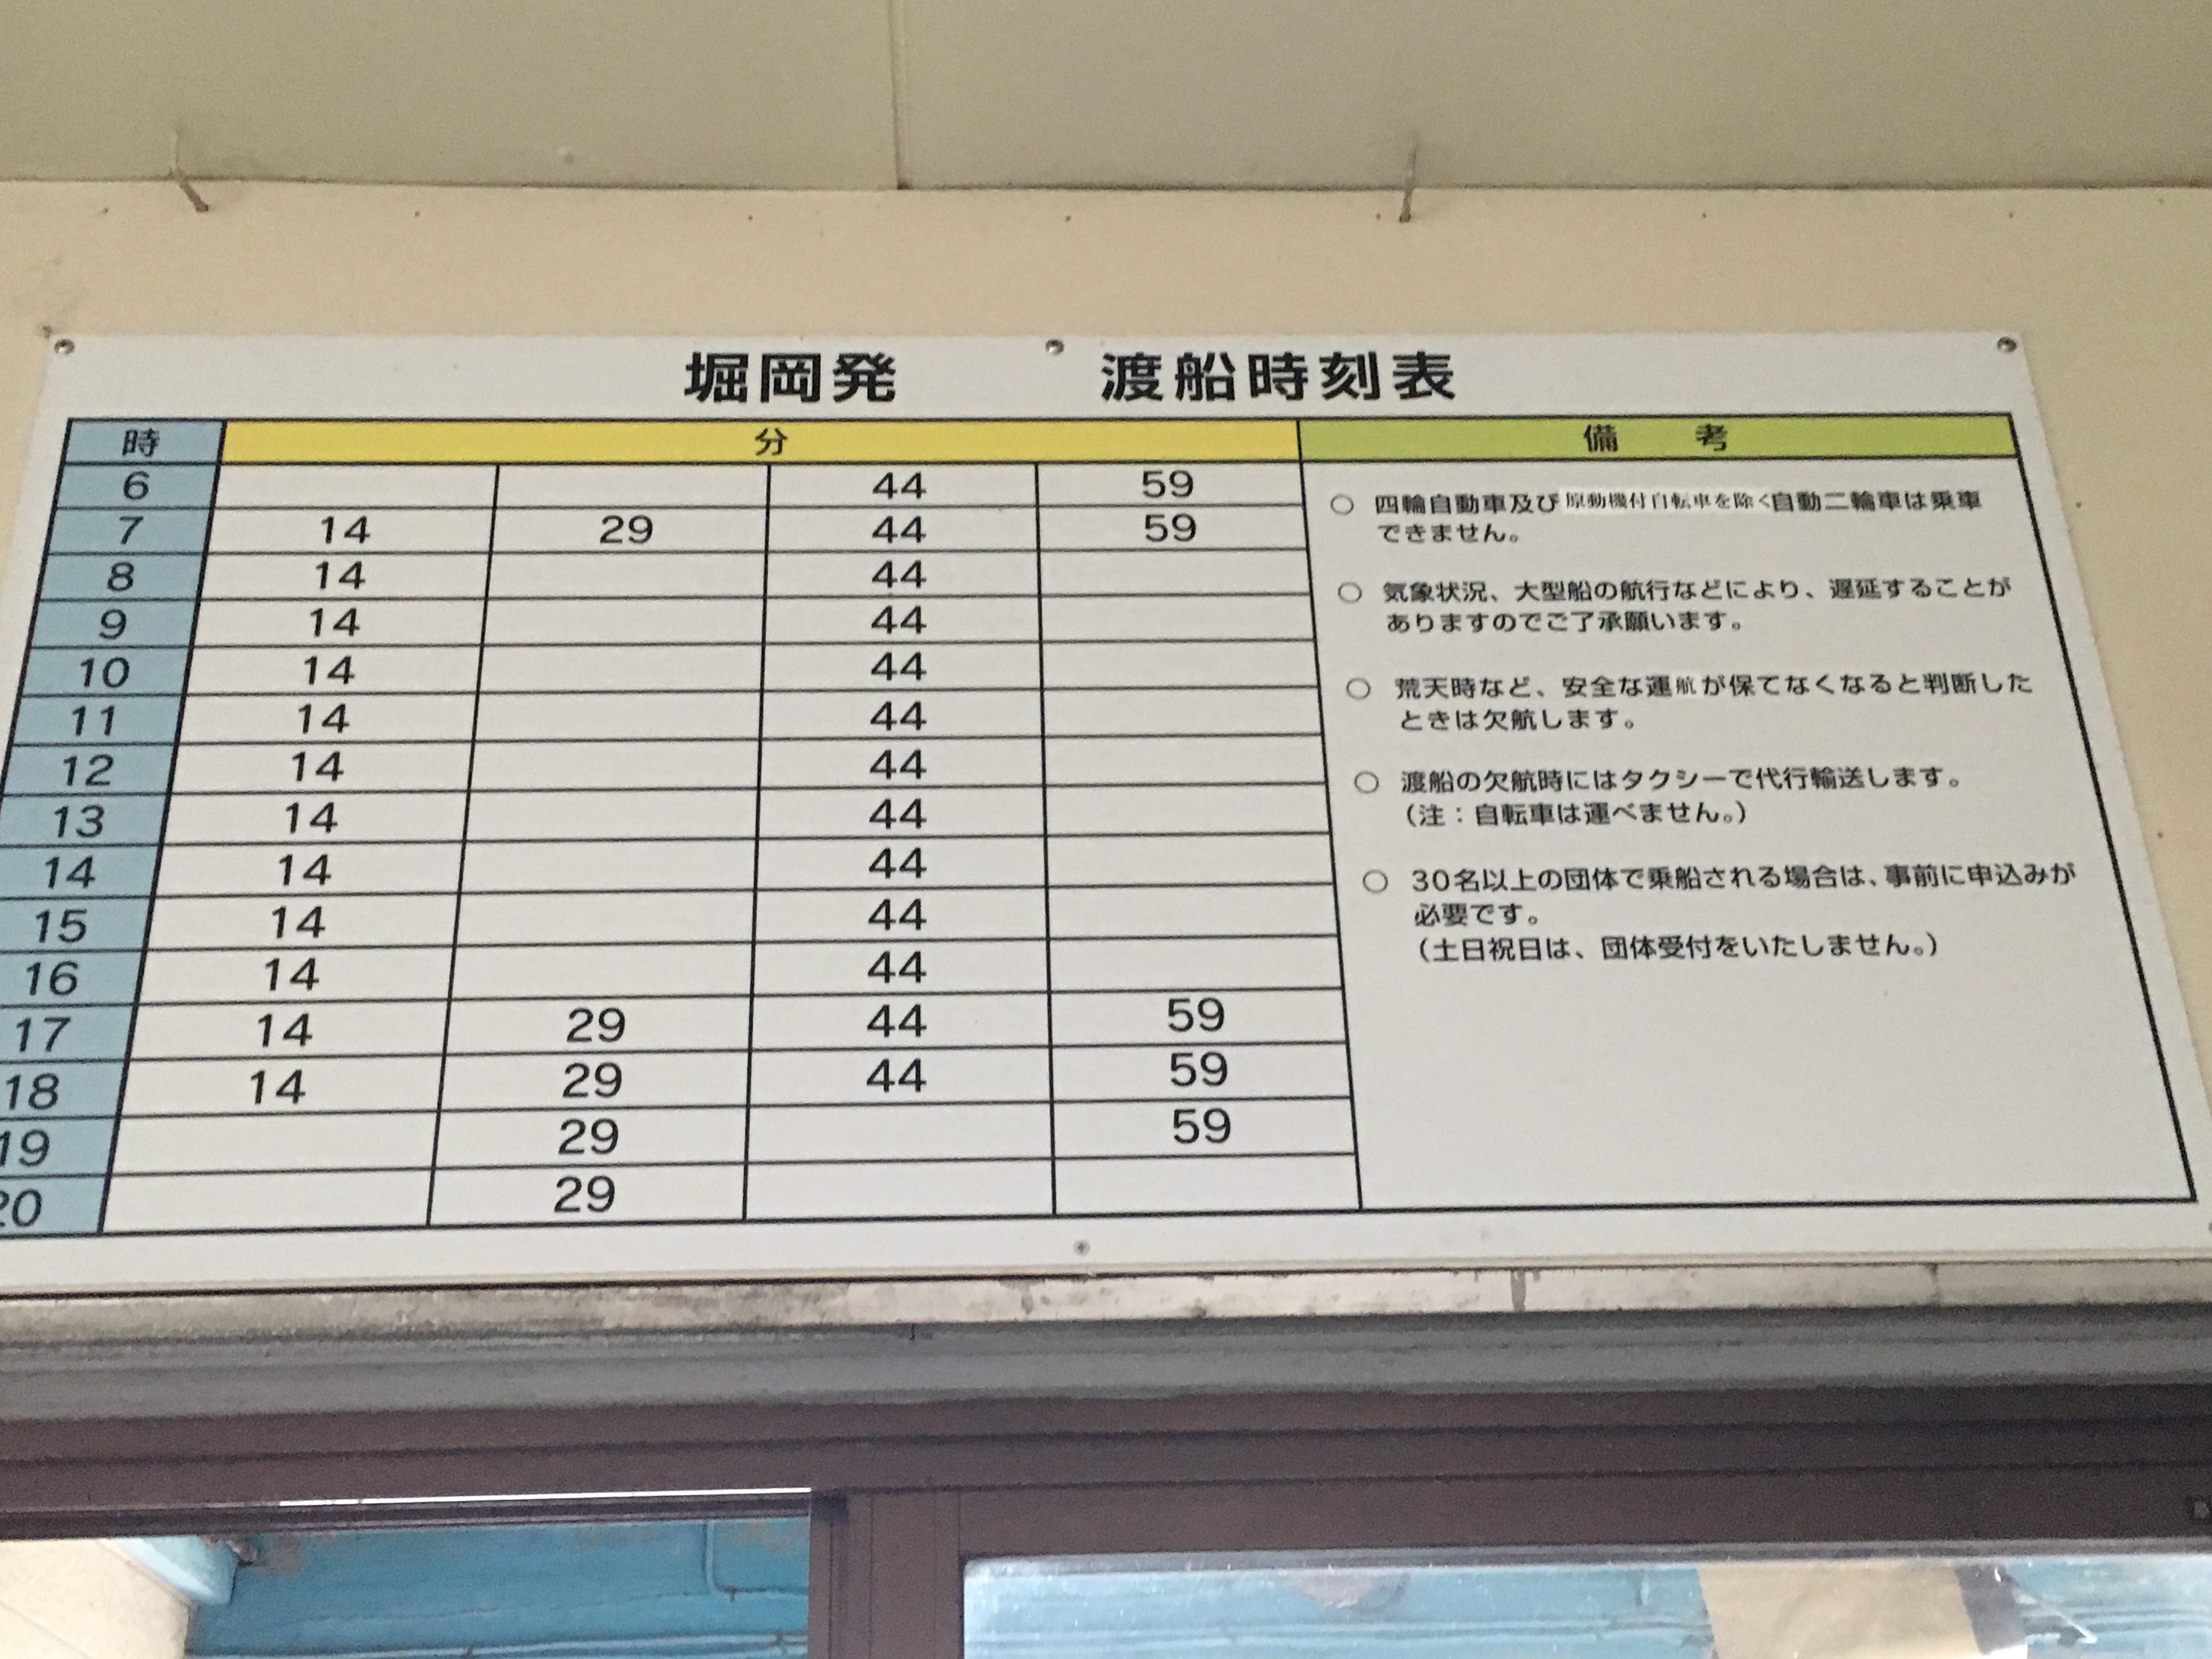 堀岡発 渡船時刻表
時 分 備考
6 44 59
7 14 29 44 59
8 14 44
9 14 44
10 14 44
11 14 44
12 14 44
13 14 44
14 14 44
15 14 44
16 14 44
17 14 29 44 59
18 14 29 44 59
19 29 59
20 29
○ 四輪自動車及び原動機付自転車を除く自動二輪車は乗車
できません。
○ 気象状況、大型船の航行などにより、遅延することが
ありますのでご了承願います。
○ 荒天時など、安全な運航が保てなくなると判断した
ときは欠航します。
○ 渡船の欠航時にはタクシーで代行輸送します。
(注：自転車は運べません。)
○ 30名以上の団体で乗船される場合は、事前に申込みが
必要です。
(土日祝日は、団体受付をいたしません。)